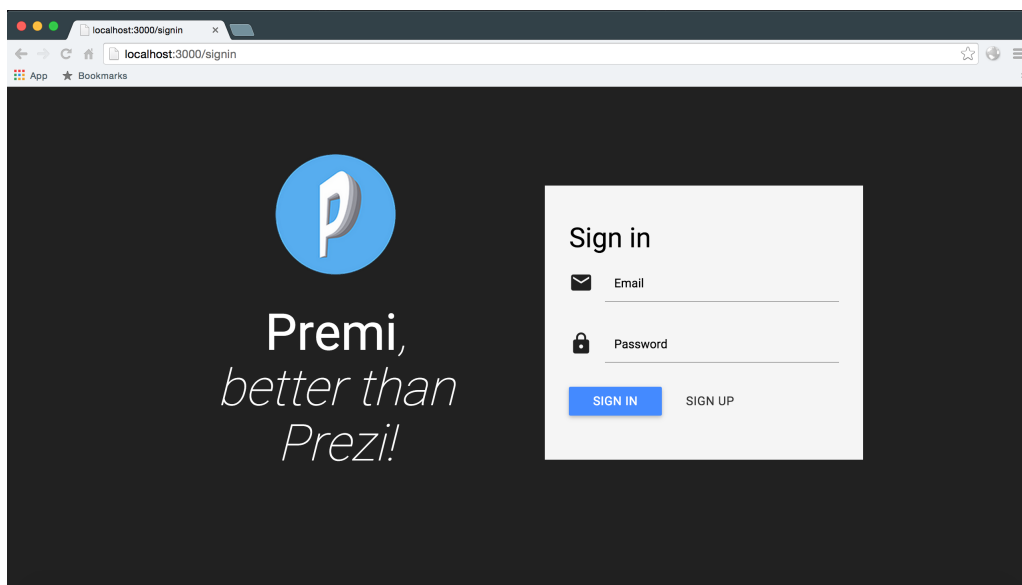 localhost:3000/signin
localhost:3000/signin
App Bookmarks
P
Premi,
better than
Prezi!
Sign in
Email
Password
SIGN IN SIGN UP